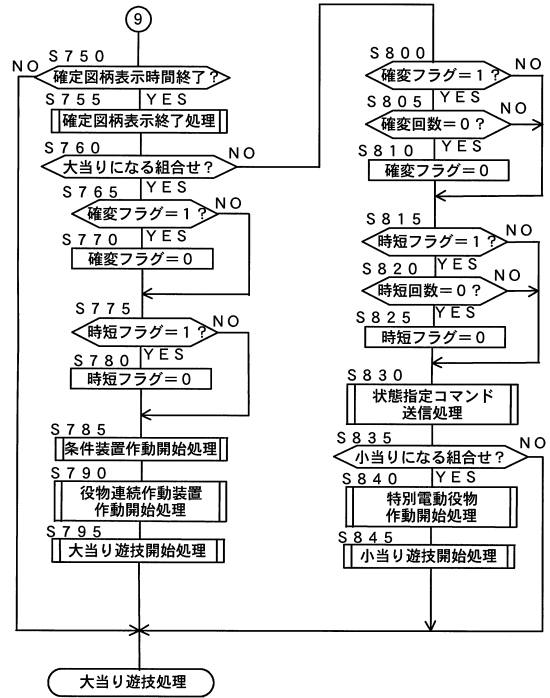 9
S750
NO
確定図柄表示時間終了？
S755
YES
確定図柄表示終了処理
S760
大当りになる組合せ？
NO
S765
YES
確変フラグ＝１？
NO
S770
YES
確変フラグ＝０
S775
時短フラグ＝１？
NO
S780
YES
時短フラグ＝０
S785
条件装置作動開始処理
S790
役物連続作動装置
作動開始処理
S795
大当り遊技開始処理
大当り遊技処理
S800
確変フラグ＝１？
NO
S805
YES
確変回数＝０？
NO
S810
YES
確変フラグ＝０
S815
時短フラグ＝１？
NO
S820
YES
時短回数＝０？
NO
S825
YES
時短フラグ＝０
S830
状態指定コマンド
送信処理
S835
小当りになる組合せ？
NO
S840
YES
特別電動役物
作動開始処理
S845
小当り遊技開始処理